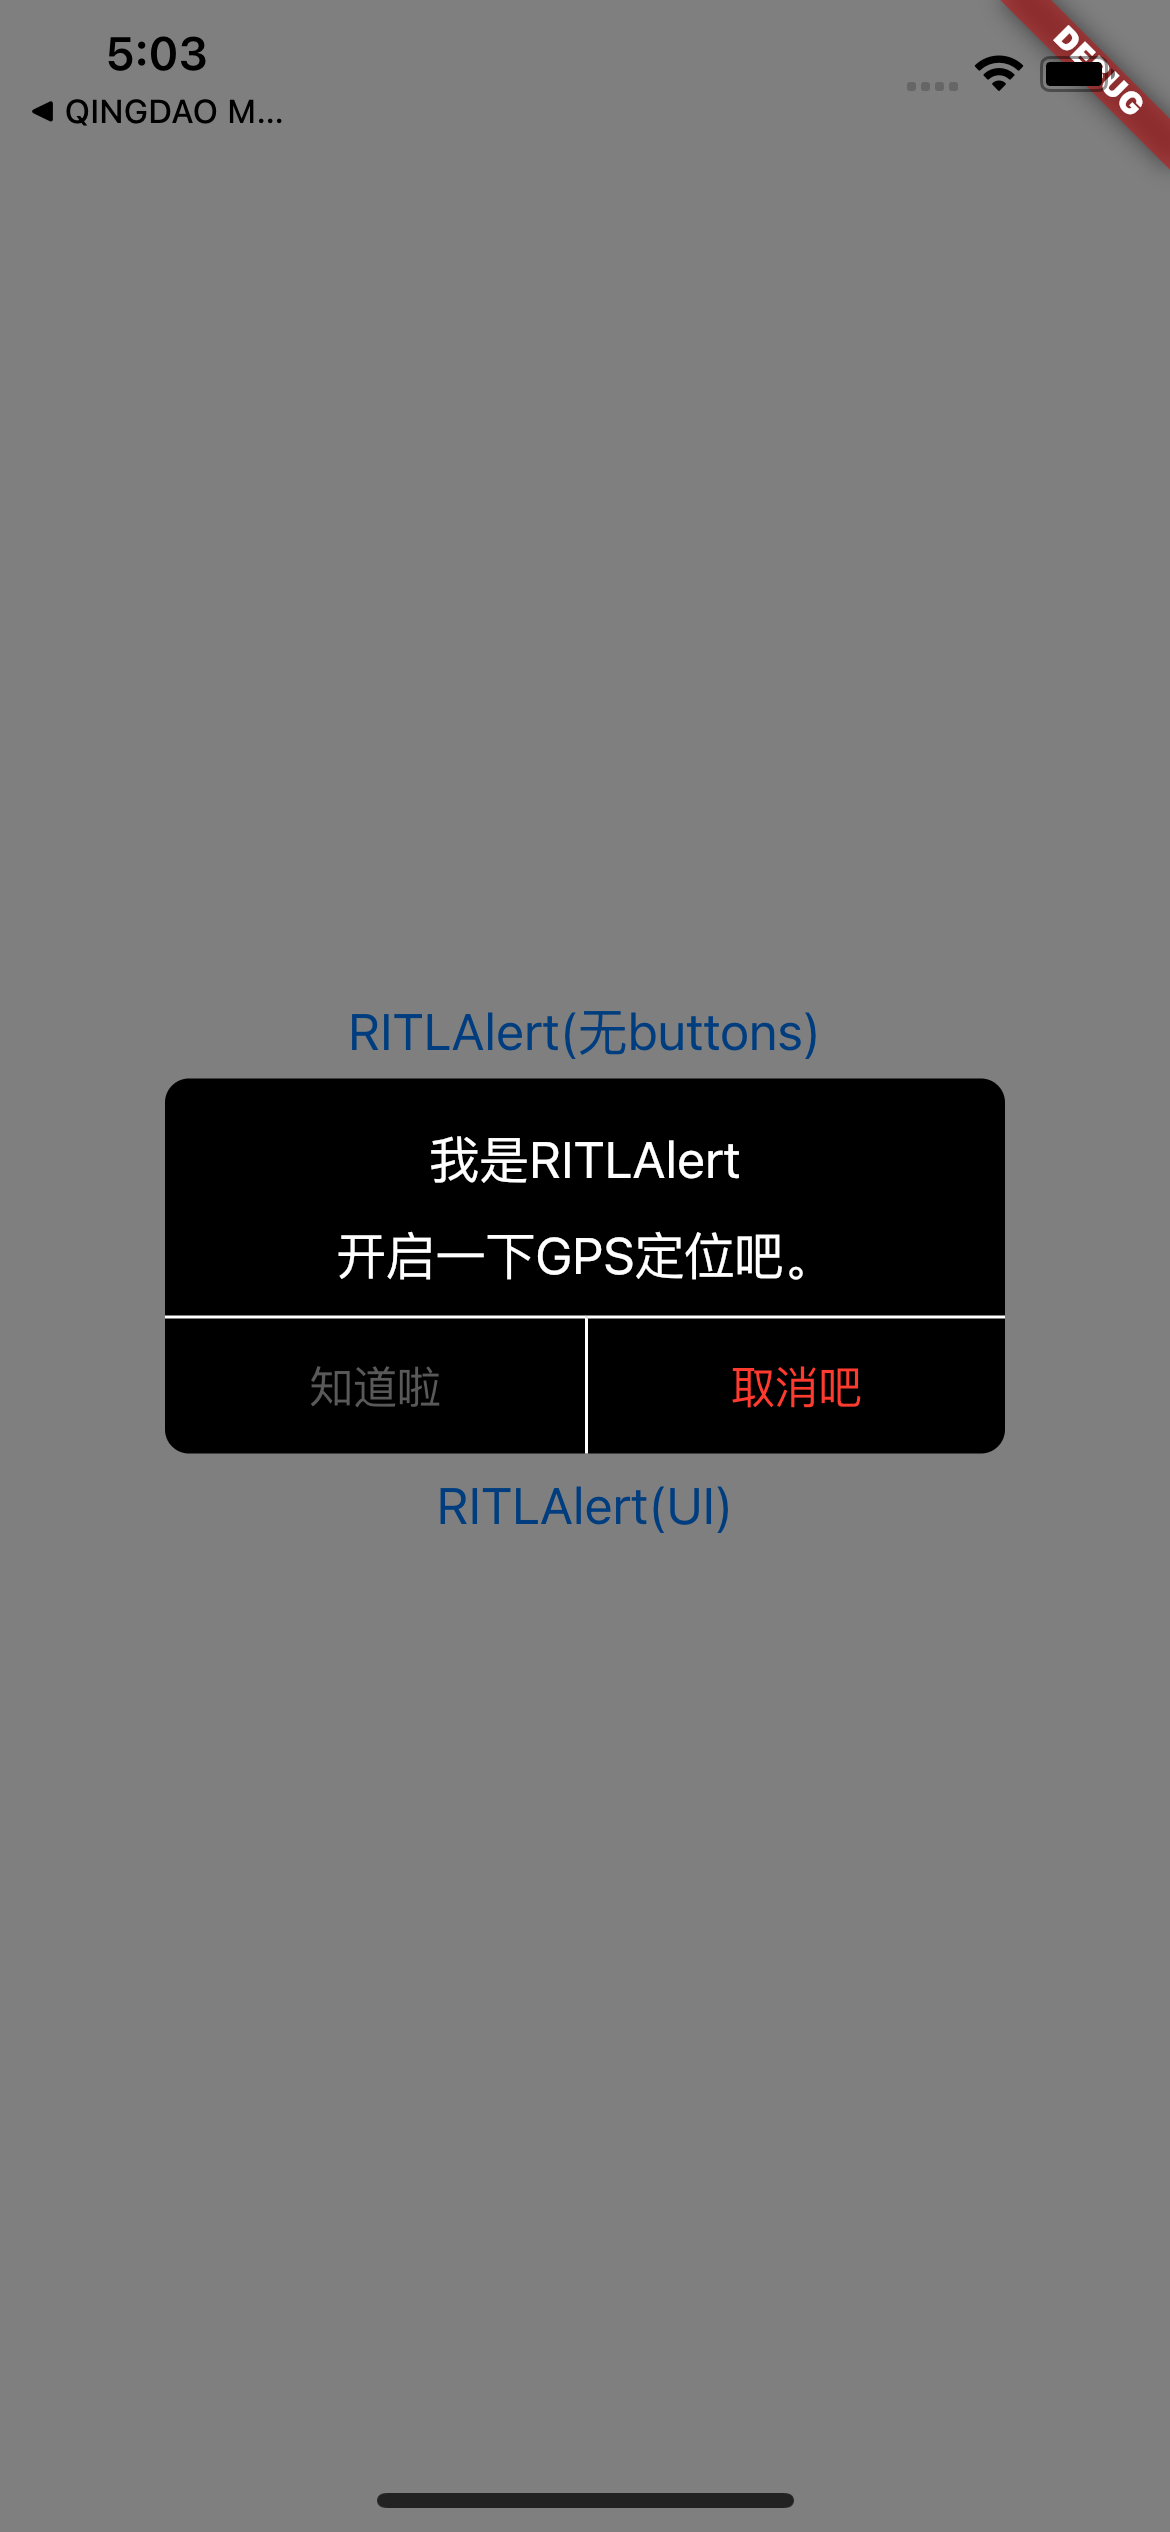 5:03
◀ QINGDAO M...
DEBUG
RITLAlert(无buttons)
我是RITLAlert
开启一下GPS定位吧。
知道啦
取消吧
RITLAlert(UI)